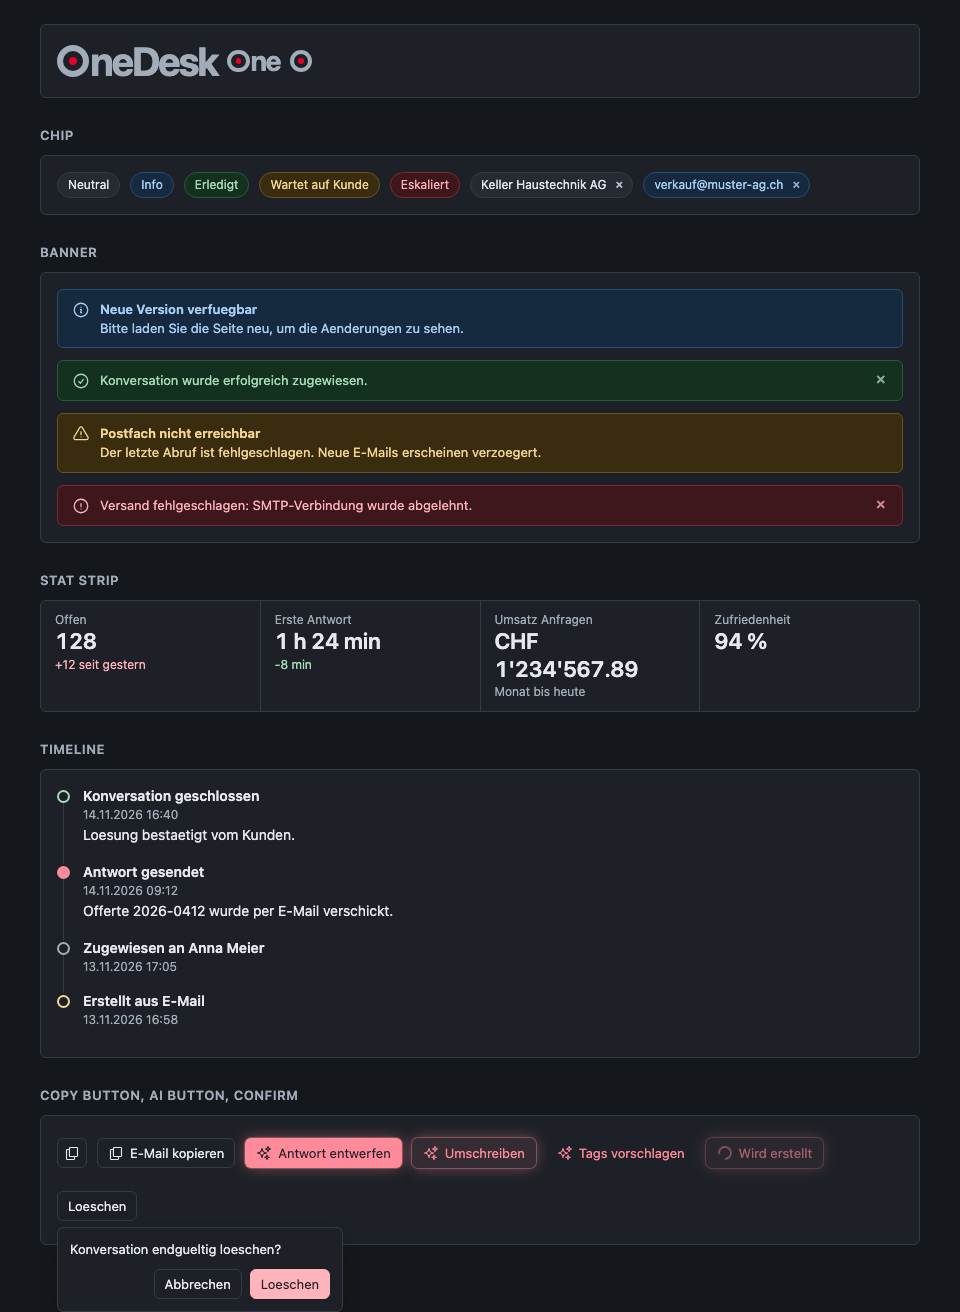 OneDesk One O
CHIP
Neutral Info Erledigt Wartet auf Kunde Eskaliert Keller Haustechnik AG × verkauf@muster-ag.ch ×
BANNER
Neue Version verfuegbar
Bitte laden Sie die Seite neu, um die Aenderungen zu sehen.
Konversation wurde erfolgreich zugewiesen. ×
Postfach nicht erreichbar
Der letzte Abruf ist fehlgeschlagen. Neue E-Mails erscheinen verzoegert.
Versand fehlgeschlagen: SMTP-Verbindung wurde abgelehnt. ×
STAT STRIP
Offen
128
+12 seit gestern
Erste Antwort
1 h 24 min
-8 min
Umsatz Anfragen
CHF
1'234'567.89
Monat bis heute
Zufriedenheit
94 %
TIMELINE
Konversation geschlossen
14.11.2026 16:40
Loesung bestaetigt vom Kunden.
Antwort gesendet
14.11.2026 09:12
Offerte 2026-0412 wurde per E-Mail verschickt.
Zugewiesen an Anna Meier
13.11.2026 17:05
Erstellt aus E-Mail
13.11.2026 16:58
COPY BUTTON, AI BUTTON, CONFIRM
E-Mail kopieren Antwort entwerfen Umschreiben Tags vorschlagen Wird erstellt
Loeschen
Konversation endgueltig loeschen?
Abbrechen Loeschen